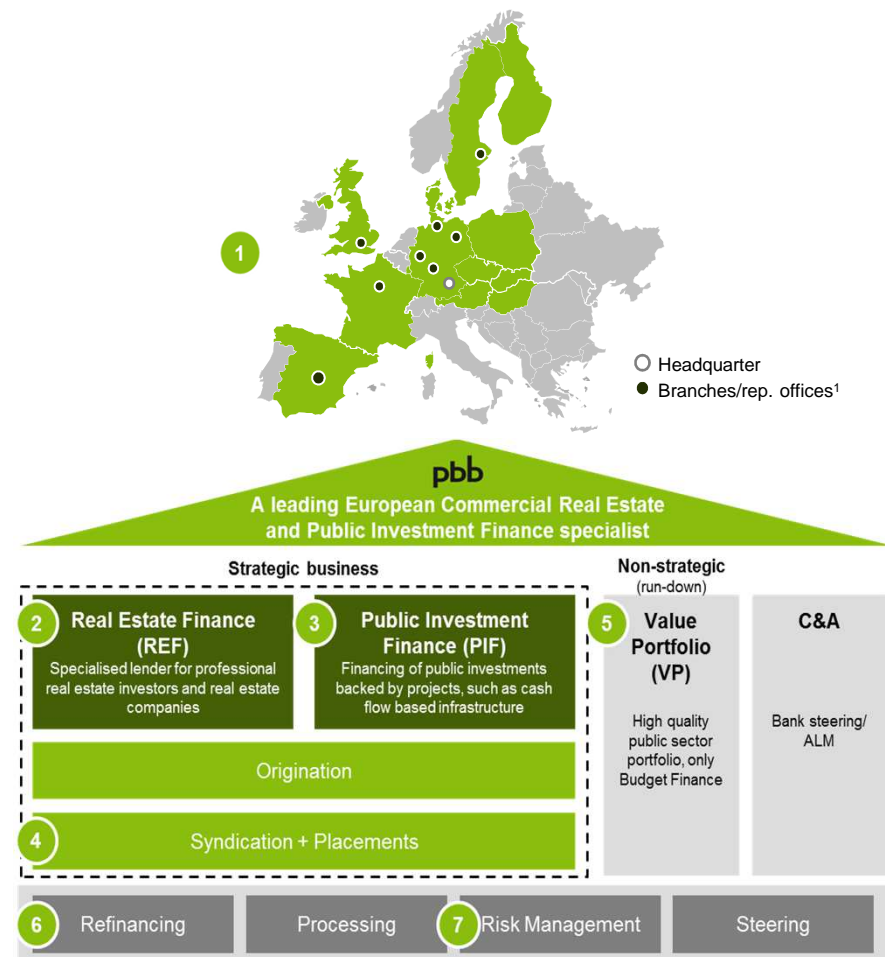 1
Headquarter
Branches/rep. offices¹
pbb
A leading European Commercial Real Estate
and Public Investment Finance specialist
Strategic business
Non-strategic
(run-down)
2
Real Estate Finance
(REF)
Specialised lender for professional
real estate investors and real estate
companies
3
Public Investment
Finance (PIF)
Financing of public investments
backed by projects, such as cash
flow based infrastructure
5
Value
Portfolio
(VP)
High quality
public sector
portfolio, only
Budget Finance
C&A
Bank steering/
ALM
Origination
4
Syndication + Placements
6
Refinancing
Processing
7
Risk Management
Steering